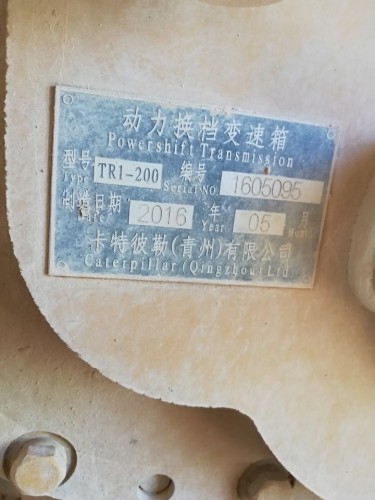 动力换档变速箱
Powershift Transmission
型号 TR1-200 编号 1605095
Type Serial NO
制造日期 2016 年 05 月
Date Year Month
卡特彼勒(青州)有限公司
Caterpillar (Qingzhou) Ltd